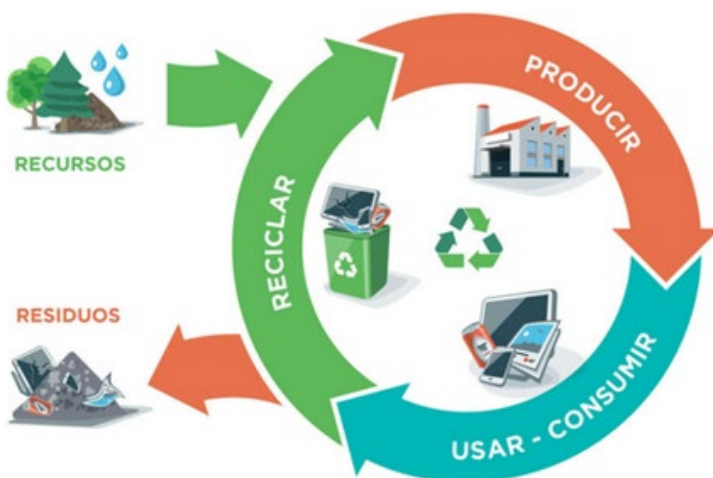 RECURSOS
PRODUCIR
RECICLAR
RESIDUOS
USAR - CONSUMIR